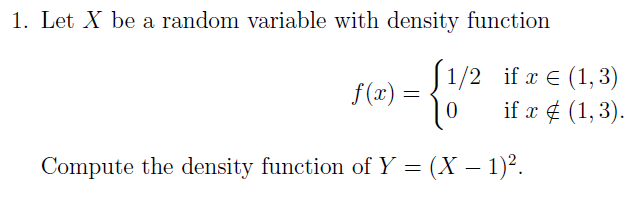 1. Let X be a random variable with density function
f(x) = { 1/2 if x ∈ (1, 3)
0 if x ∉ (1, 3).
Compute the density function of Y = (X − 1)².